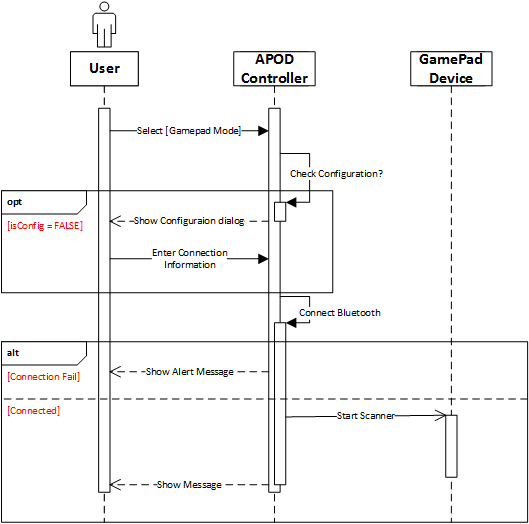 User
APOD
Controller
GamePad
Device
Select [Gamepad Mode]
Check Configuration?
opt
[isConfig = FALSE]
Show Configuraion dialog
Enter Connection
Information
Connect Bluetooth
alt
[Connection Fail]
Show Alert Message
[Connected]
Start Scanner
Show Message